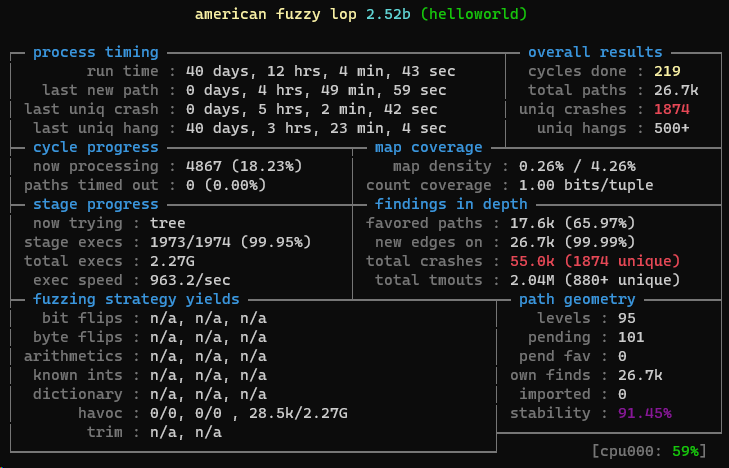 american fuzzy lop 2.52b (helloworld)
process timing overall results
run time : 40 days, 12 hrs, 4 min, 43 sec cycles done : 219
last new path : 0 days, 4 hrs, 49 min, 59 sec total paths : 26.7k
last uniq crash : 0 days, 5 hrs, 2 min, 42 sec uniq crashes : 1874
last uniq hang : 40 days, 3 hrs, 23 min, 4 sec uniq hangs : 500+
cycle progress map coverage
now processing : 4867 (18.23%) map density : 0.26% / 4.26%
paths timed out : 0 (0.00%) count coverage : 1.00 bits/tuple
stage progress findings in depth
now trying : tree favored paths : 17.6k (65.97%)
stage execs : 1973/1974 (99.95%) new edges on : 26.7k (99.99%)
total execs : 2.27G total crashes : 55.0k (1874 unique)
exec speed : 963.2/sec total tmouts : 2.04M (880+ unique)
fuzzing strategy yields path geometry
bit flips : n/a, n/a, n/a levels : 95
byte flips : n/a, n/a, n/a pending : 101
arithmetics : n/a, n/a, n/a pend fav : 0
known ints : n/a, n/a, n/a own finds : 26.7k
dictionary : n/a, n/a, n/a imported : 0
havoc : 0/0, 0/0 , 28.5k/2.27G stability : 91.45%
trim : n/a, n/a
[cpu000: 59%]